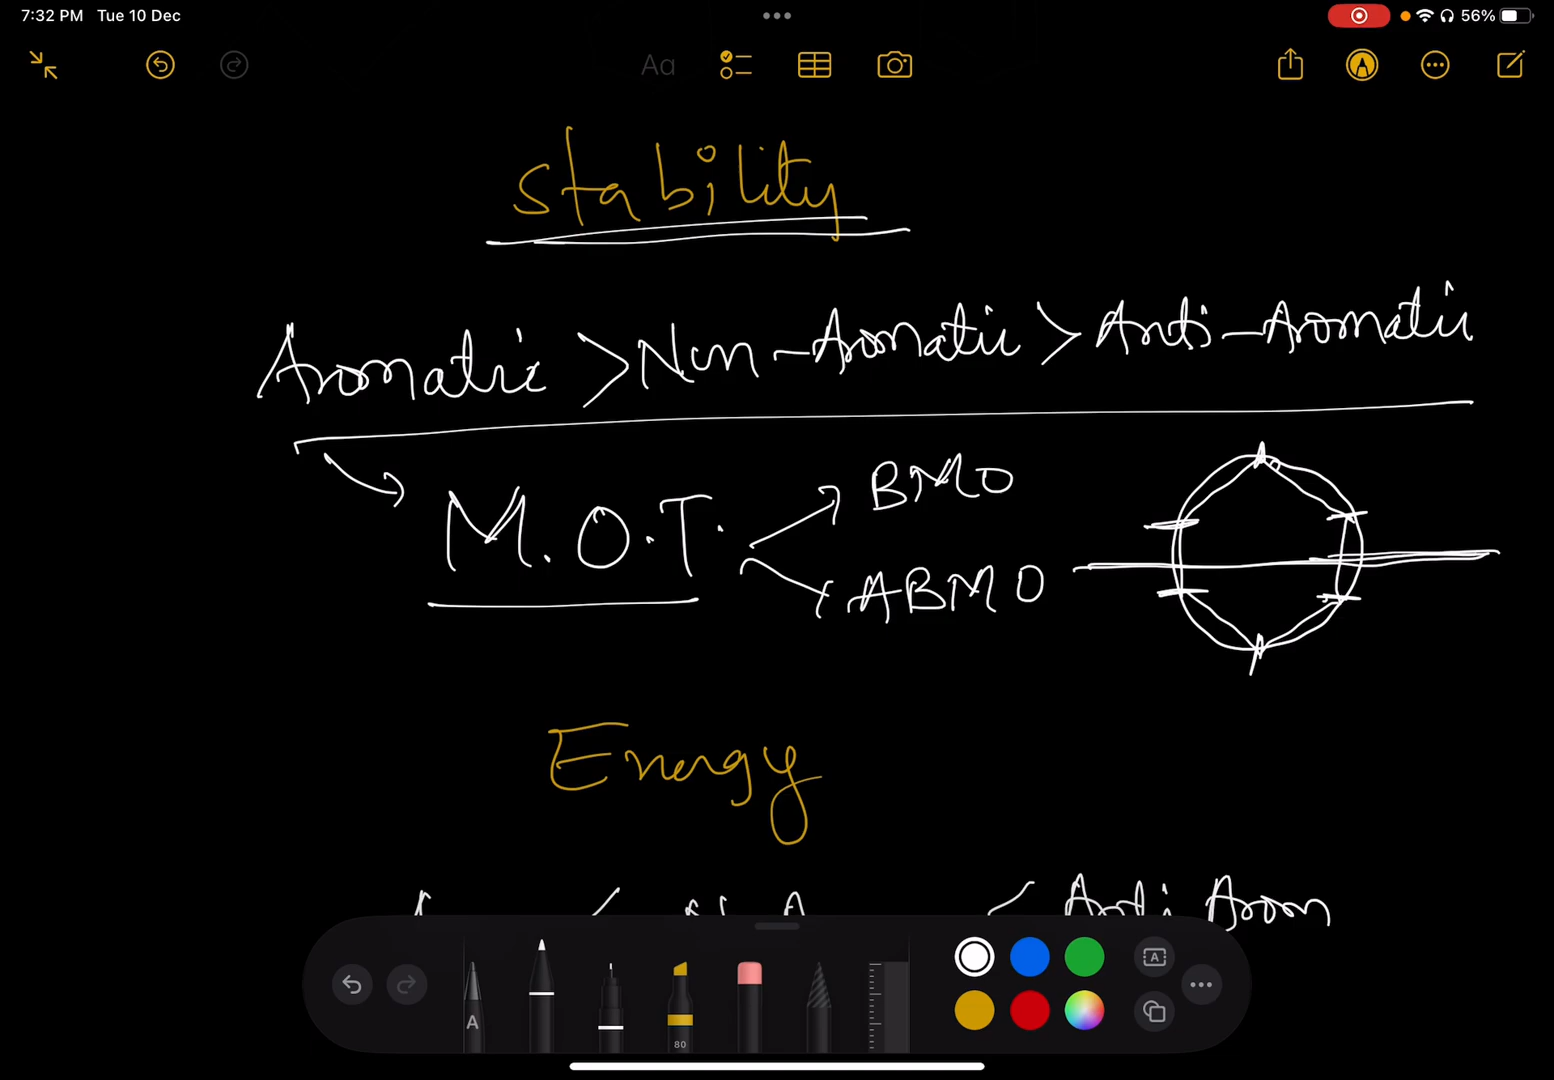 7:32 PM Tue 10 Dec
56%
Aa
Stability
Aromatic > Non-Aromatic > Anti-Aromatic
M.O.T.
BMO
ABMO
Energy
< < Anti Arom
A
80
A